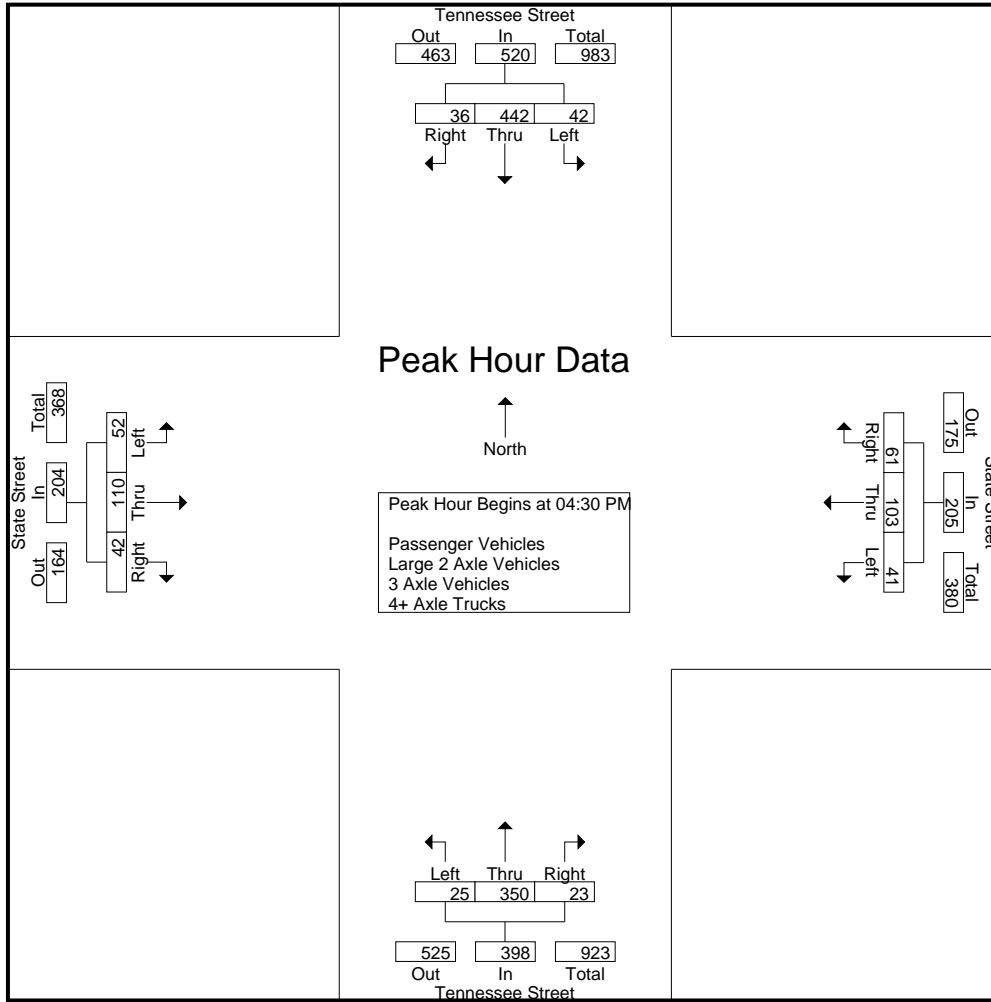 Tennessee Street
Out In Total
463 520 983
36 442 42
Right Thru Left
Peak Hour Data
North
Peak Hour Begins at 04:30 PM
Passenger Vehicles
Large 2 Axle Vehicles
3 Axle Vehicles
4+ Axle Trucks
State Street
Out In Total
164 204 368
42 110 52
Right Thru Left
State Street
Out In Total
175 205 380
61 103 41
Right Thru Left
Left Thru Right
25 350 23
525 398 923
Out In Total
Tennessee Street